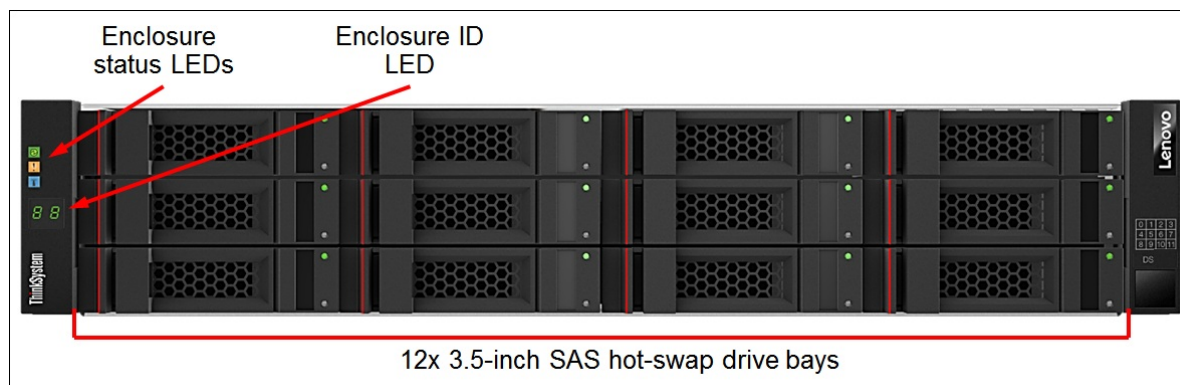 Enclosure
status LEDs
Enclosure ID
LED
Lenovo
88
ThinkSystem
0 1 2 3
4 5 6 7
8 9 10 11
DS
12x 3.5-inch SAS hot-swap drive bays